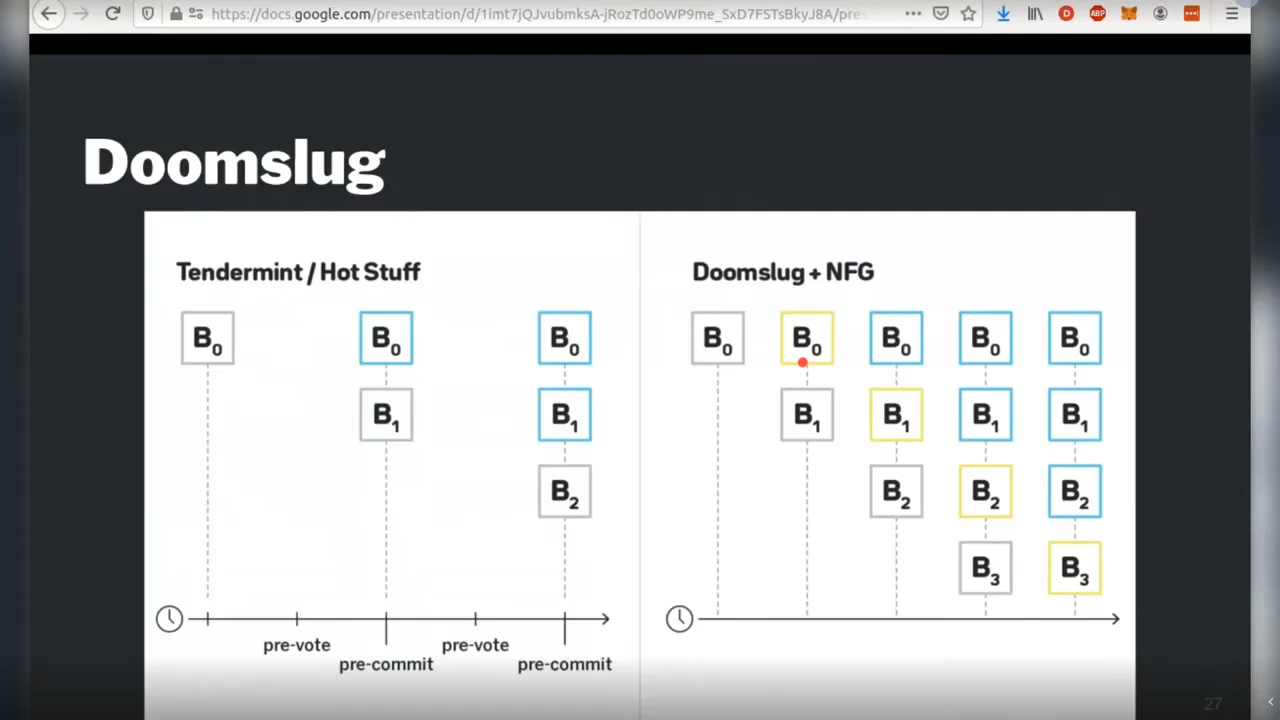 https://docs.google.com/presentation/d/1imt7jQJvubmksA-jRozTd0oWP9me_SxD7FSTsBkyJ8A/pres
ABP
Doomslug
Tendermint / Hot Stuff
Doomslug + NFG
B0 B0 B0 B0 B0 B0 B0 B0
B1 B1 B1 B1 B1 B1
B2 B2 B2 B2
B3 B3
pre-vote pre-vote
pre-commit pre-commit
27